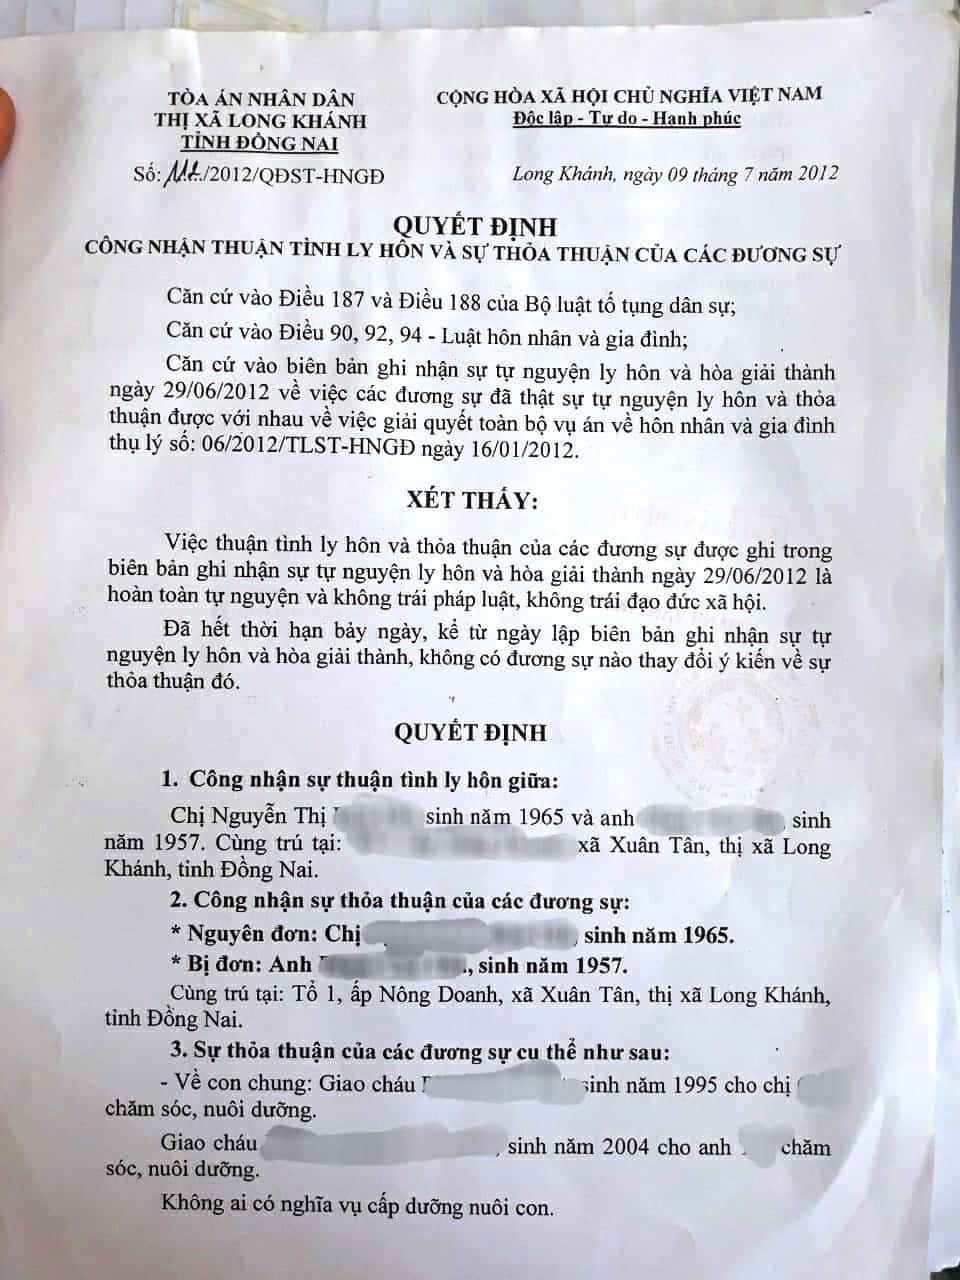 TÒA ÁN NHÂN DÂN
THỊ XÃ LONG KHÁNH
TỈNH ĐỒNG NAI
Số: /2012/QĐST-HNGĐ
CỘNG HÒA XÃ HỘI CHỦ NGHĨA VIỆT NAM
Độc lập - Tự do - Hạnh phúc
Long Khánh, ngày 09 tháng 7 năm 2012
QUYẾT ĐỊNH
CÔNG NHẬN THUẬN TÌNH LY HÔN VÀ SỰ THỎA THUẬN CỦA CÁC ĐƯƠNG SỰ
Căn cứ vào Điều 187 và Điều 188 của Bộ luật tố tụng dân sự;
Căn cứ vào Điều 90, 92, 94 - Luật hôn nhân và gia đình;
Căn cứ vào biên bản ghi nhận sự tự nguyện ly hôn và hòa giải thành
ngày 29/06/2012 về việc các đương sự đã thật sự tự nguyện ly hôn và thỏa
thuận được với nhau về việc giải quyết toàn bộ vụ án về hôn nhân và gia đình
thụ lý số: 06/2012/TLST-HNGĐ ngày 16/01/2012.
XÉT THẤY:
Việc thuận tình ly hôn và thỏa thuận của các đương sự được ghi trong
biên bản ghi nhận sự tự nguyện ly hôn và hòa giải thành ngày 29/06/2012 là
hoàn toàn tự nguyện và không trái pháp luật, không trái đạo đức xã hội.
Đã hết thời hạn bảy ngày, kể từ ngày lập biên bản ghi nhận sự tự
nguyện ly hôn và hòa giải thành, không có đương sự nào thay đổi ý kiến về sự
thỏa thuận đó.
QUYẾT ĐỊNH
1. Công nhận sự thuận tình ly hôn giữa:
Chị Nguyễn Thị sinh năm 1965 và anh , sinh
năm 1957. Cùng trú tại: xã Xuân Tân, thị xã Long
Khánh, tỉnh Đồng Nai.
2. Công nhận sự thỏa thuận của các đương sự:
* Nguyên đơn: Chị , sinh năm 1965.
* Bị đơn: Anh , sinh năm 1957.
Cùng trú tại: Tổ 1, ấp Nông Doanh, xã Xuân Tân, thị xã Long Khánh,
tỉnh Đồng Nai.
3. Sự thỏa thuận của các đương sự cụ thể như sau:
- Về con chung: Giao cháu sinh năm 1995 cho chị
chăm sóc, nuôi dưỡng.
Giao cháu , sinh năm 2004 cho anh chăm
sóc, nuôi dưỡng.
Không ai có nghĩa vụ cấp dưỡng nuôi con.